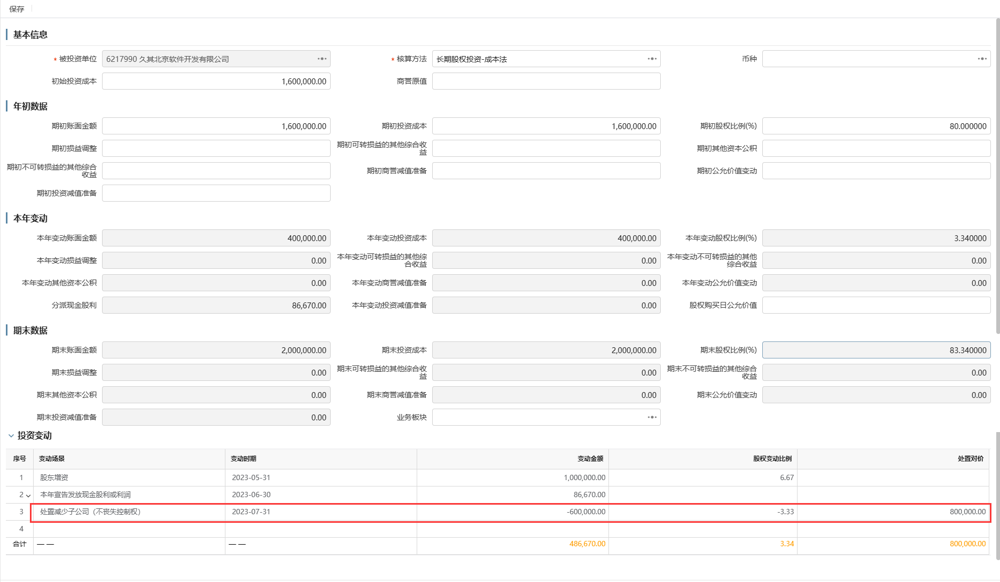 保存
基本信息
* 被投资单位 6217990 久其北京软件开发有限公司 * 核算方法 长期股权投资-成本法 币种
初始投资成本 1,600,000.00 商誉原值
年初数据
期初账面金额 1,600,000.00 期初投资成本 1,600,000.00 期初股权比例(%) 80.000000
期初损益调整 期初可转损益的其他综合收益 期初其他资本公积
期初不可转损益的其他综合收益 期初商誉减值准备 期初公允价值变动
期初投资减值准备
本年变动
本年变动账面金额 400,000.00 本年变动投资成本 400,000.00 本年变动股权比例(%) 3.340000
本年变动损益调整 0.00 本年变动可转损益的其他综合收益 0.00 本年变动不可转损益的其他综合收益 0.00
本年变动其他资本公积 0.00 本年变动商誉减值准备 0.00 本年变动公允价值变动 0.00
分派现金股利 86,670.00 本年变动投资减值准备 0.00 股权购买日公允价值
期末数据
期末账面金额 2,000,000.00 期末投资成本 2,000,000.00 期末股权比例(%) 83.340000
期末损益调整 0.00 期末可转损益的其他综合收益 0.00 期末不可转损益的其他综合收益 0.00
期末其他资本公积 0.00 期末商誉减值准备 0.00 期末公允价值变动 0.00
期末投资减值准备 0.00 业务板块
投资变动
序号 变动场景 变动时期 变动金额 股权变动比例 处置对价
1 股东增资 2023-05-31 1,000,000.00 6.67
2 本年宣告发放现金股利或利润 2023-06-30 86,670.00
3 处置减少子公司（不丧失控制权） 2023-07-31 -600,000.00 -3.33 800,000.00
4
合计 — — — — 486,670.00 3.34 800,000.00